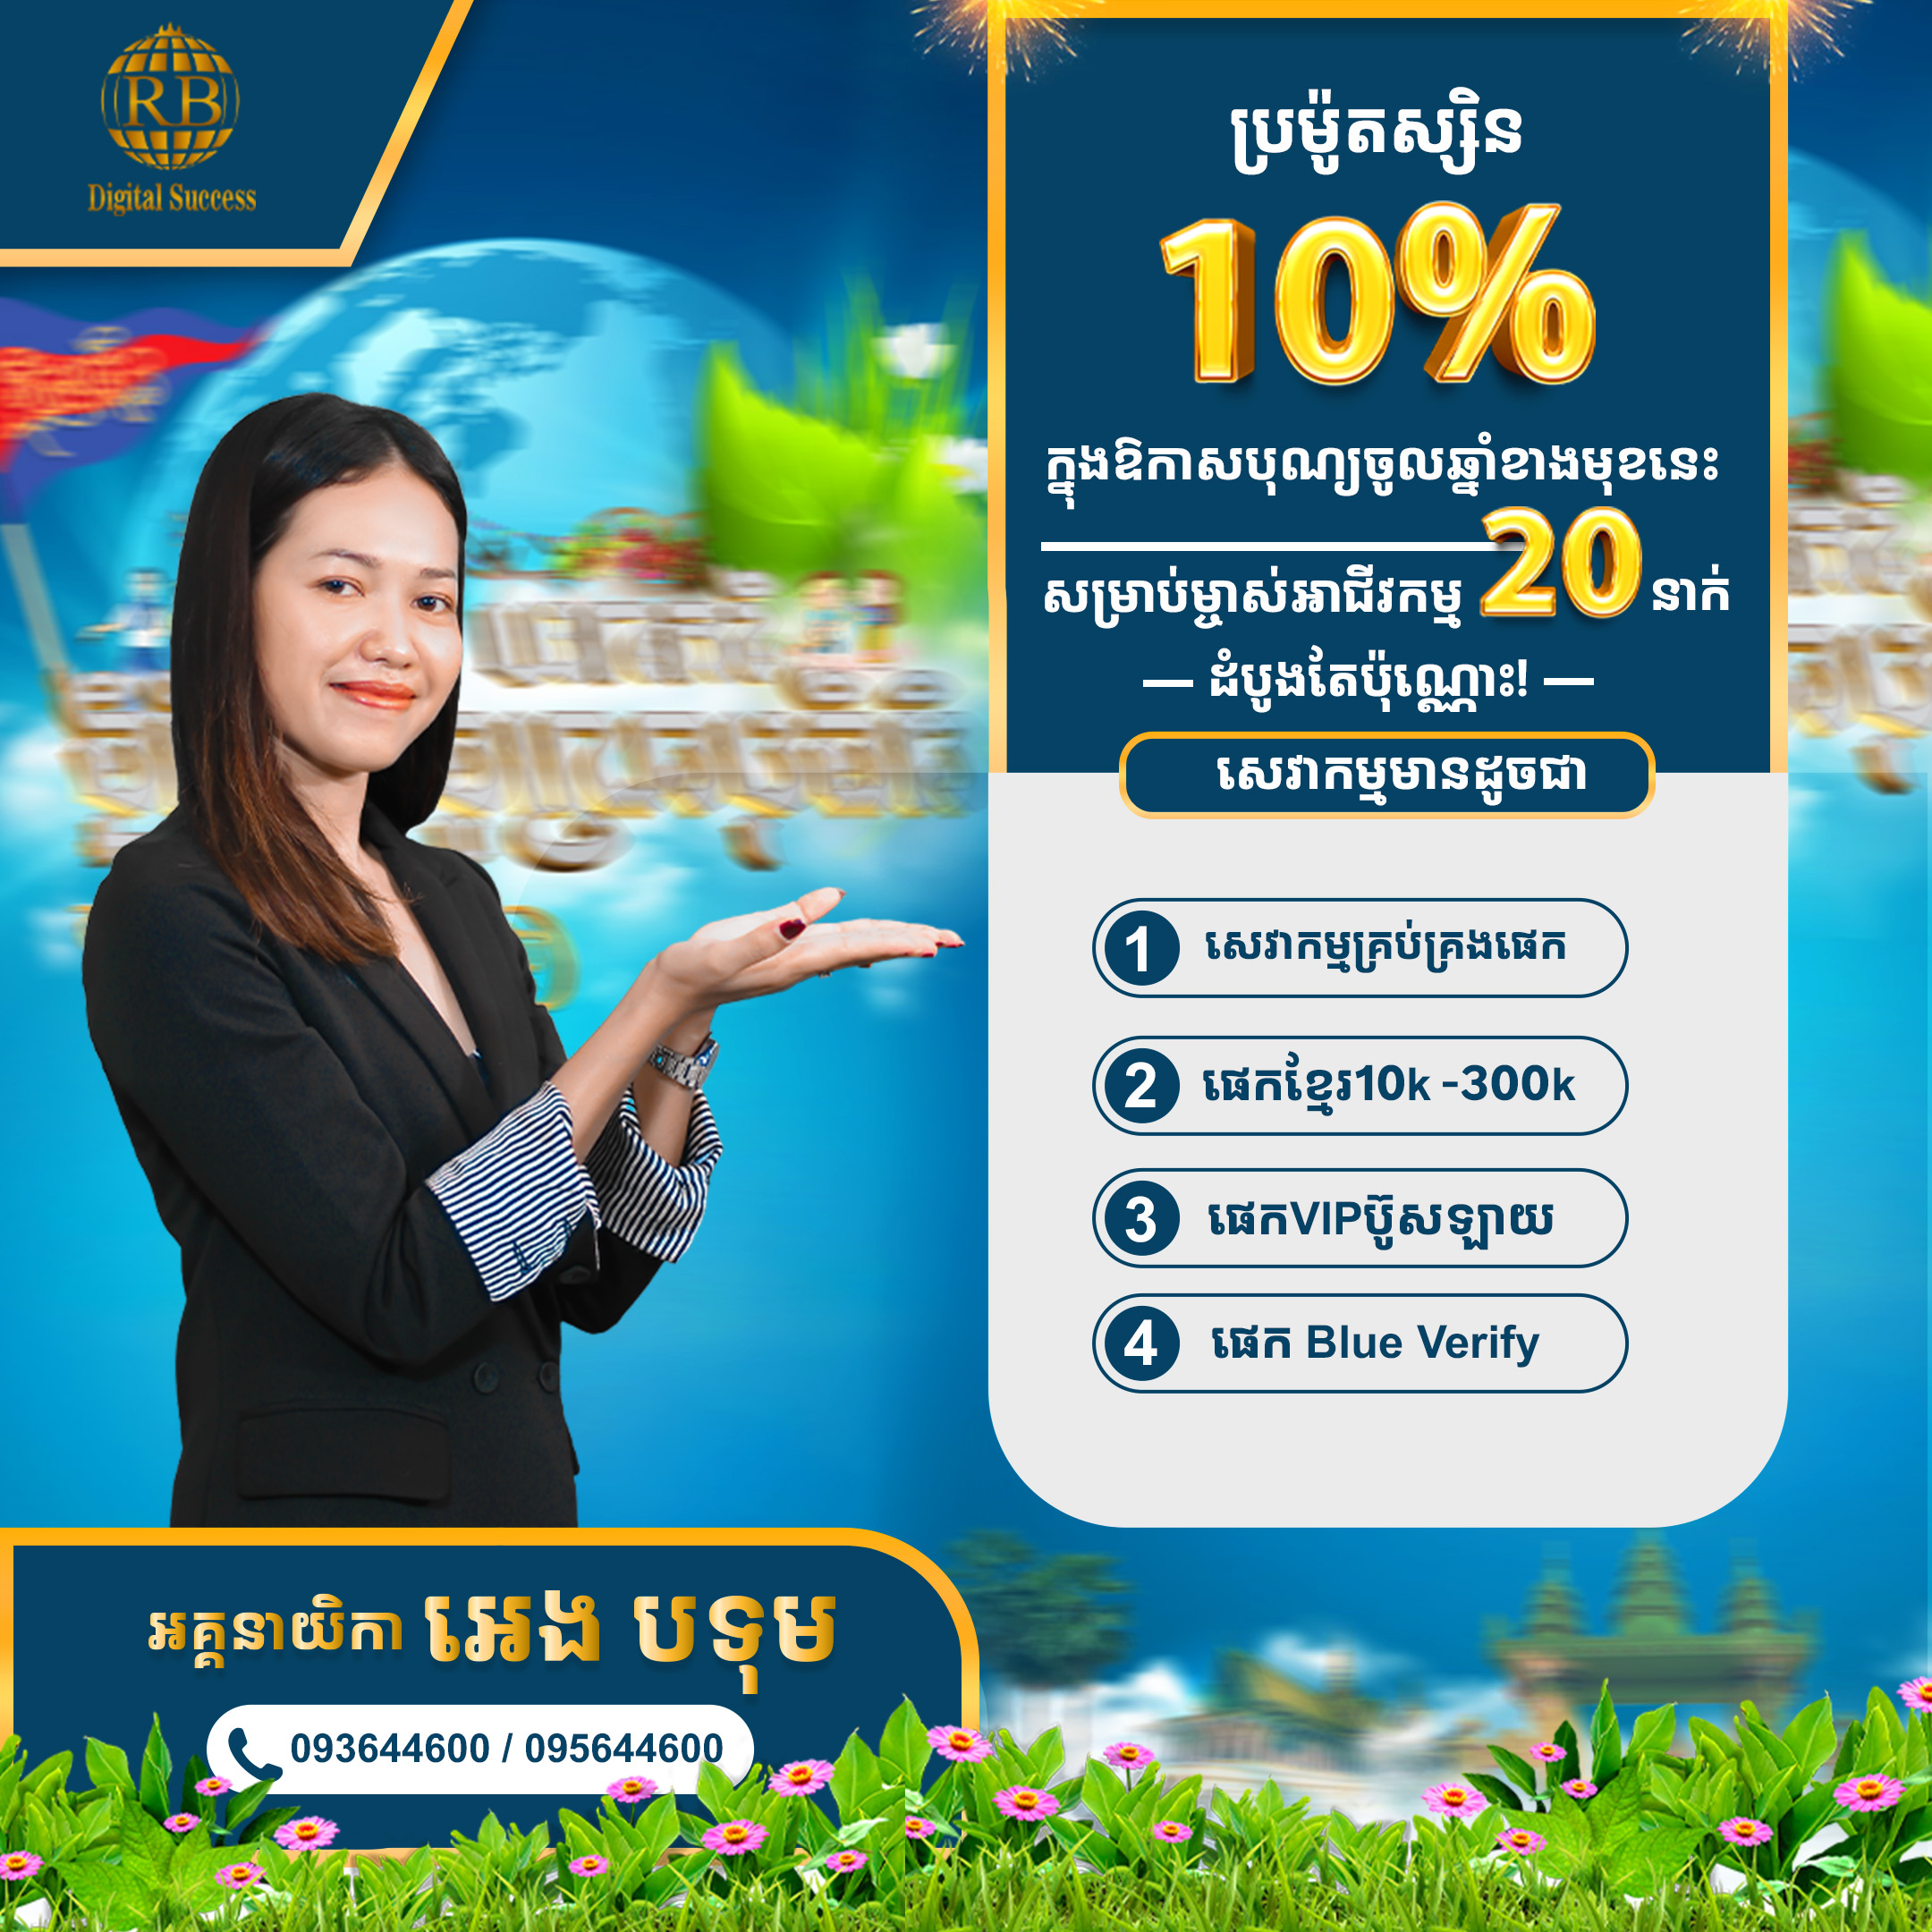 RB
Digital Success
ប្រម៉ូតស្សិន
10%
ក្នុងឱកាសបុណ្យចូលឆ្នាំខាងមុខនេះ
សម្រាប់ម្ចាស់អាជីវកម្ម 20 នាក់
— ដំបូងតែប៉ុណ្ណោះ! —
សេវាកម្មមានដូចជា
1 សេវាកម្មគ្រប់គ្រងផេក
2 ផេកខ្មែរ10k -300k
3 ផេកVIPប៊ូសឡាយ
4 ផេក Blue Verify
អគ្គនាយិកា អេង បទុម
093644600 / 095644600